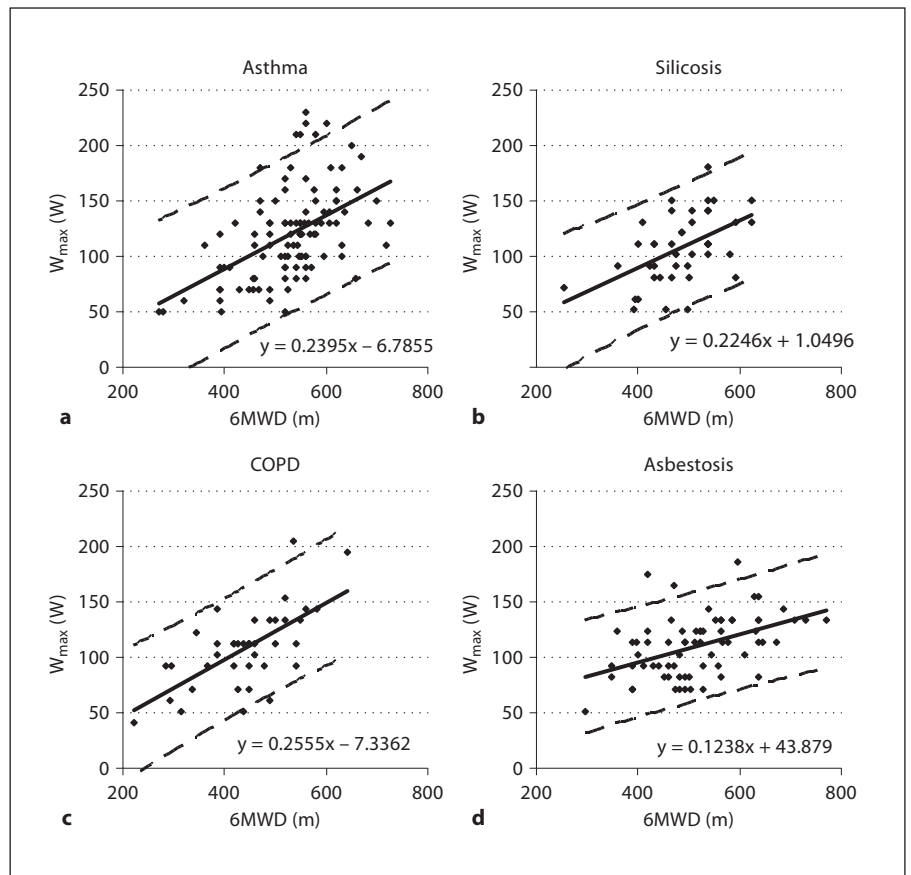 Asthma
250
200
150
100
50
0
W_max (W)
y = 0.2395x – 6.7855
200 400 600 800
6MWD (m)
a
Silicosis
250
200
150
100
50
0
W_max (W)
y = 0.2246x + 1.0496
200 400 600 800
6MWD (m)
b
COPD
250
200
150
100
50
0
W_max (W)
y = 0.2555x – 7.3362
200 400 600 800
6MWD (m)
c
Asbestosis
250
200
150
100
50
0
W_max (W)
y = 0.1238x + 43.879
200 400 600 800
6MWD (m)
d